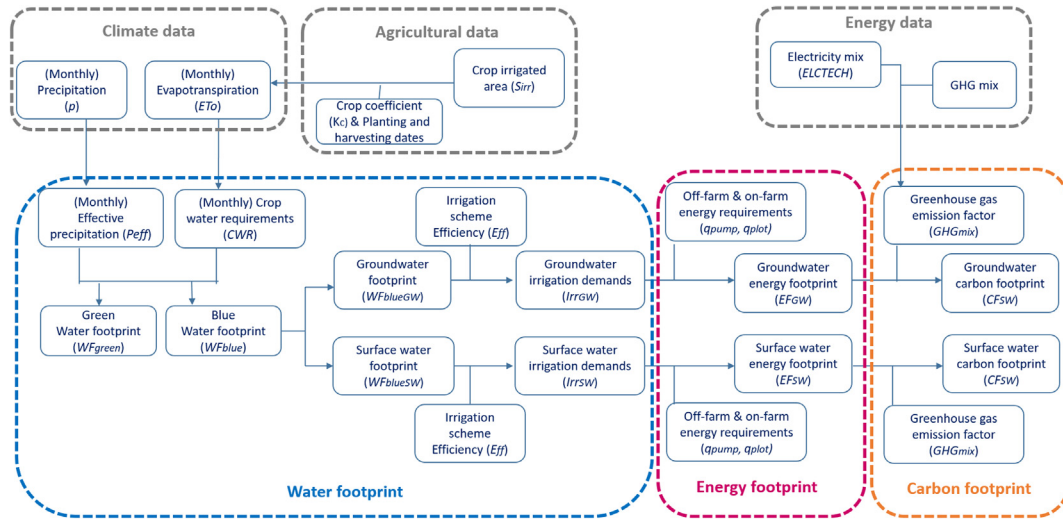 Climate data
(Monthly)
Precipitation
(p)
(Monthly)
Evapotranspiration
(ETo)
Agricultural data
Crop irrigated
area (Sirr)
Crop coefficient
(Kc) & Planting and
harvesting dates
Energy data
Electricity mix
(ELCTECH)
GHG mix
(Monthly)
Effective
precipitation (Peff)
(Monthly) Crop
water requirements
(CWR)
Irrigation
scheme
Efficiency (Eff)
Off-farm & on-farm
energy requirements
(qpump, qplot)
Greenhouse gas
emission factor
(GHGmix)
Groundwater
footprint
(WFblueGW)
Groundwater
irrigation demands
(IrrGW)
Groundwater
energy footprint
(EFGW)
Groundwater
carbon footprint
(CFSW)
Green
Water footprint
(WFgreen)
Blue
Water footprint
(WFblue)
Surface water
footprint
(WFblueSW)
Surface water
irrigation demands
(IrrSW)
Surface water
energy footprint
(EFSW)
Surface water
carbon footprint
(CFSW)
Irrigation
scheme
Efficiency (Eff)
Off-farm & on-farm
energy requirements
(qpump, qplot)
Greenhouse gas
emission factor
(GHGmix)
Water footprint
Energy footprint
Carbon footprint